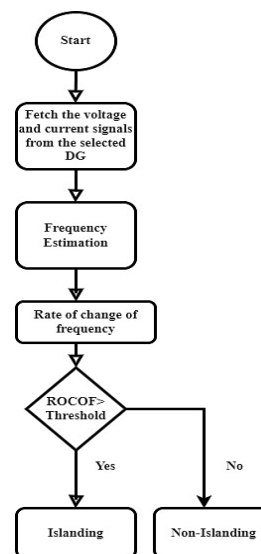 Start
Fetch the voltage
and current signals
from the selected
DG
Frequency
Estimation
Rate of change of
frequency
ROCOF>
Threshold
Yes
No
Islanding
Non-Islanding